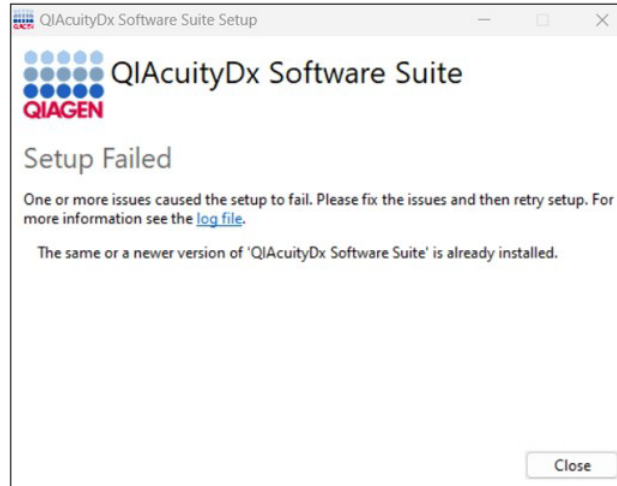 QIAcuityDx Software Suite Setup
QIAcuityDx Software Suite
QIAGEN
Setup Failed
One or more issues caused the setup to fail. Please fix the issues and then retry setup. For
more information see the log file.
The same or a newer version of 'QIAcuityDx Software Suite' is already installed.
Close